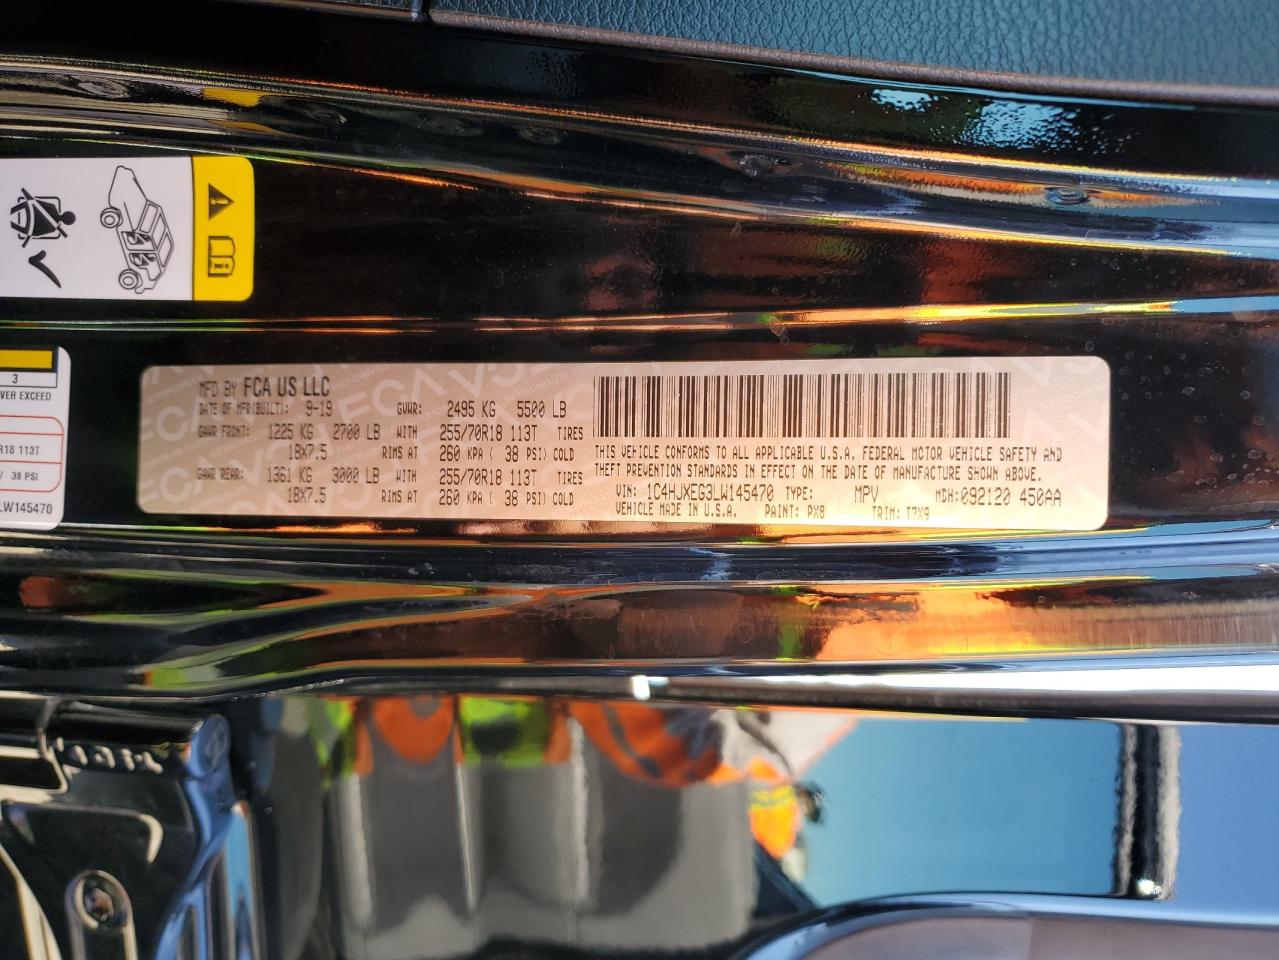 MFD BY FCA US LLC
DATE OF MFR(BUILT): 9-19 GVWR: 2495 KG 5500 LB
GAWR FRONT: 1225 KG 2700 LB WITH 255/70R18 113T TIRES
18X7.5 RIMS AT 260 KPA ( 38 PSI) COLD
GAWR REAR: 1361 KG 3000 LB WITH 255/70R18 113T TIRES
18X7.5 RIMS AT 260 KPA ( 38 PSI) COLD
THIS VEHICLE CONFORMS TO ALL APPLICABLE U.S.A. FEDERAL MOTOR VEHICLE SAFETY AND
THEFT PREVENTION STANDARDS IN EFFECT ON THE DATE OF MANUFACTURE SHOWN ABOVE.
VIN: 1C4HJXEG3LW145470 TYPE: MPV MDH:092120 450AA
VEHICLE MADE IN U.S.A. PAINT: PX8 TRIM: T7X9
3
VER EXCEED
R18 113T
/ 38 PSI
LW145470